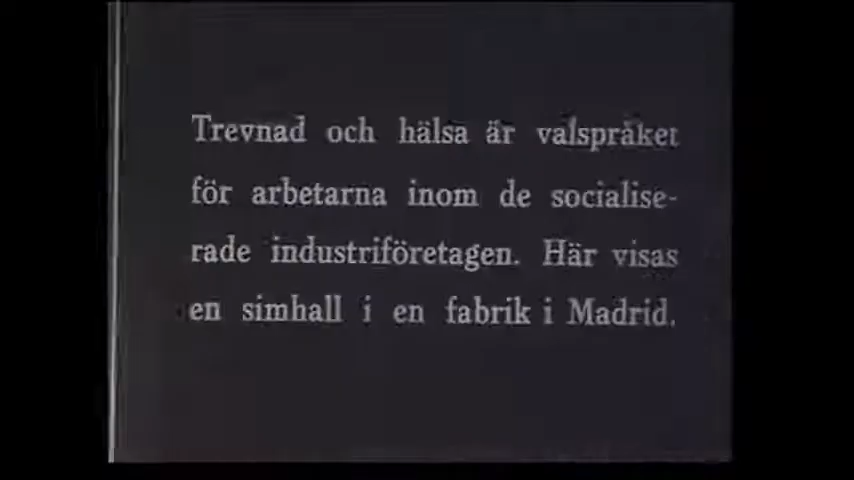 Trevnad och hälsa är valspråket
för arbetarna inom de socialise-
rade industriföretagen. Här visas
en simhall i en fabrik i Madrid.